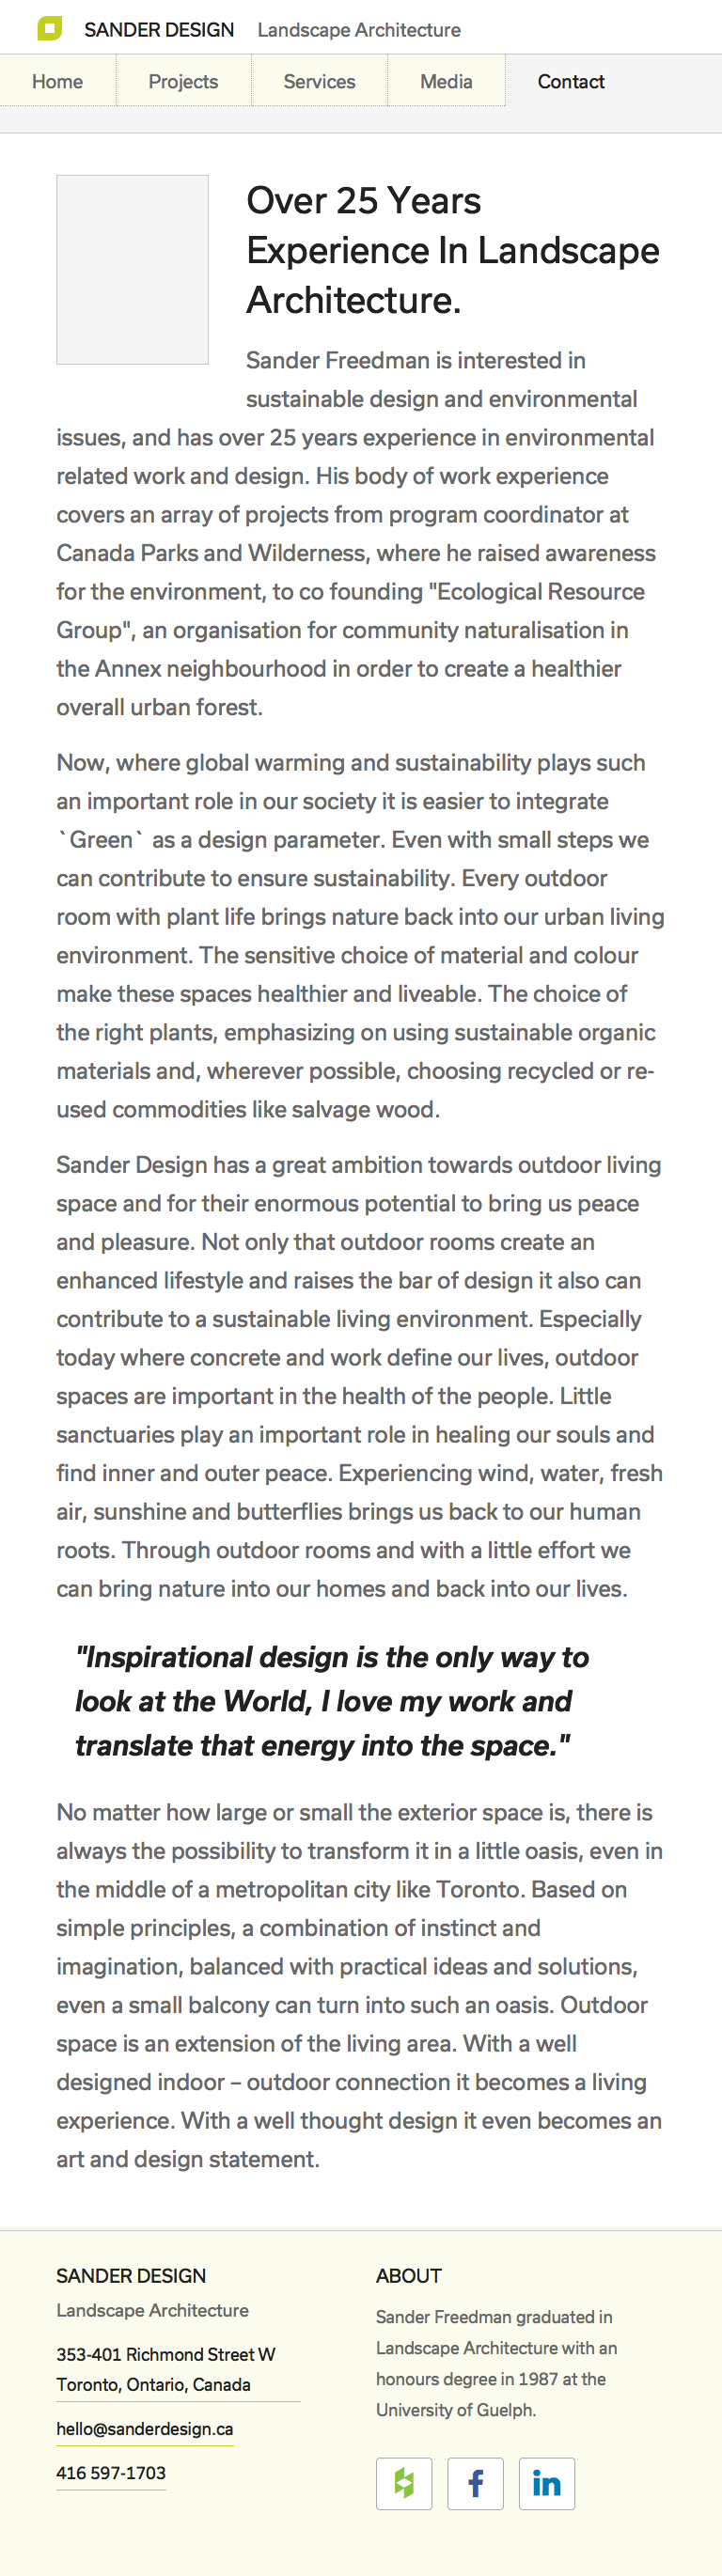 SANDER DESIGN Landscape Architecture
Home Projects Services Media Contact
Over 25 Years
Experience In Landscape
Architecture.
Sander Freedman is interested in
sustainable design and environmental
issues, and has over 25 years experience in environmental
related work and design. His body of work experience
covers an array of projects from program coordinator at
Canada Parks and Wilderness, where he raised awareness
for the environment, to co founding "Ecological Resource
Group", an organisation for community naturalisation in
the Annex neighbourhood in order to create a healthier
overall urban forest.
Now, where global warming and sustainability plays such
an important role in our society it is easier to integrate
`Green` as a design parameter. Even with small steps we
can contribute to ensure sustainability. Every outdoor
room with plant life brings nature back into our urban living
environment. The sensitive choice of material and colour
make these spaces healthier and liveable. The choice of
the right plants, emphasizing on using sustainable organic
materials and, wherever possible, choosing recycled or re-
used commodities like salvage wood.
Sander Design has a great ambition towards outdoor living
space and for their enormous potential to bring us peace
and pleasure. Not only that outdoor rooms create an
enhanced lifestyle and raises the bar of design it also can
contribute to a sustainable living environment. Especially
today where concrete and work define our lives, outdoor
spaces are important in the health of the people. Little
sanctuaries play an important role in healing our souls and
find inner and outer peace. Experiencing wind, water, fresh
air, sunshine and butterflies brings us back to our human
roots. Through outdoor rooms and with a little effort we
can bring nature into our homes and back into our lives.
"Inspirational design is the only way to
look at the World, I love my work and
translate that energy into the space."
No matter how large or small the exterior space is, there is
always the possibility to transform it in a little oasis, even in
the middle of a metropolitan city like Toronto. Based on
simple principles, a combination of instinct and
imagination, balanced with practical ideas and solutions,
even a small balcony can turn into such an oasis. Outdoor
space is an extension of the living area. With a well
designed indoor – outdoor connection it becomes a living
experience. With a well thought design it even becomes an
art and design statement.
SANDER DESIGN
Landscape Architecture
353-401 Richmond Street W
Toronto, Ontario, Canada
hello@sanderdesign.ca
416 597-1703
ABOUT
Sander Freedman graduated in
Landscape Architecture with an
honours degree in 1987 at the
University of Guelph.
f in